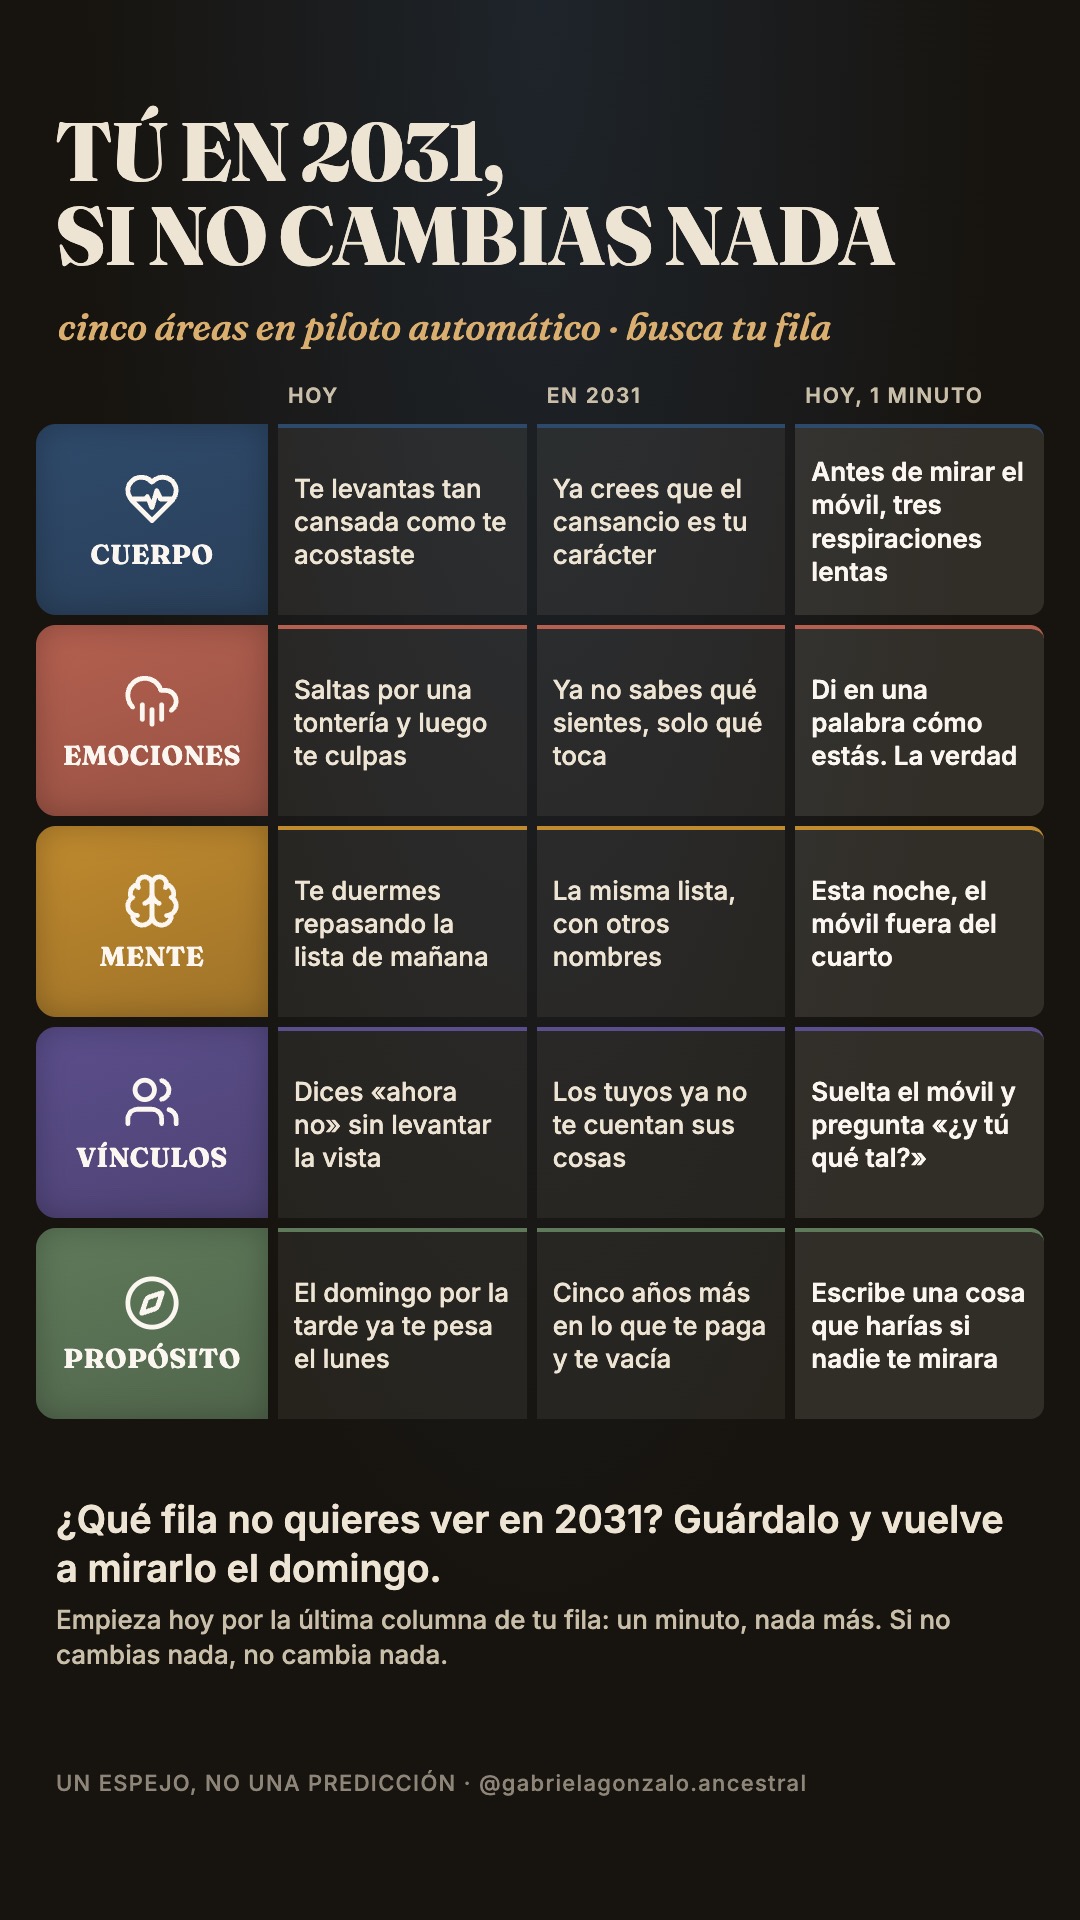 TÚ EN 2031,
SI NO CAMBIAS NADA
cinco áreas en piloto automático · busca tu fila
HOY
EN 2031
HOY, 1 MINUTO
CUERPO
Te levantas tan
cansada como te
acostaste
Ya crees que el
cansancio es tu
carácter
Antes de mirar el
móvil, tres
respiraciones
lentas
EMOCIONES
Saltas por una
tontería y luego
te culpas
Ya no sabes qué
sientes, solo qué
toca
Di en una
palabra cómo
estás. La verdad
MENTE
Te duermes
repasando la
lista de mañana
La misma lista,
con otros
nombres
Esta noche, el
móvil fuera del
cuarto
VÍNCULOS
Dices «ahora
no» sin levantar
la vista
Los tuyos ya no
te cuentan sus
cosas
Suelta el móvil y
pregunta «¿y tú
qué tal?»
PROPÓSITO
El domingo por la
tarde ya te pesa
el lunes
Cinco años más
en lo que te paga
y te vacía
Escribe una cosa
que harías si
nadie te mirara
¿Qué fila no quieres ver en 2031? Guárdalo y vuelve
a mirarlo el domingo.
Empieza hoy por la última columna de tu fila: un minuto, nada más. Si no
cambias nada, no cambia nada.
UN ESPEJO, NO UNA PREDICCIÓN · @gabrielagonzalo.ancestral